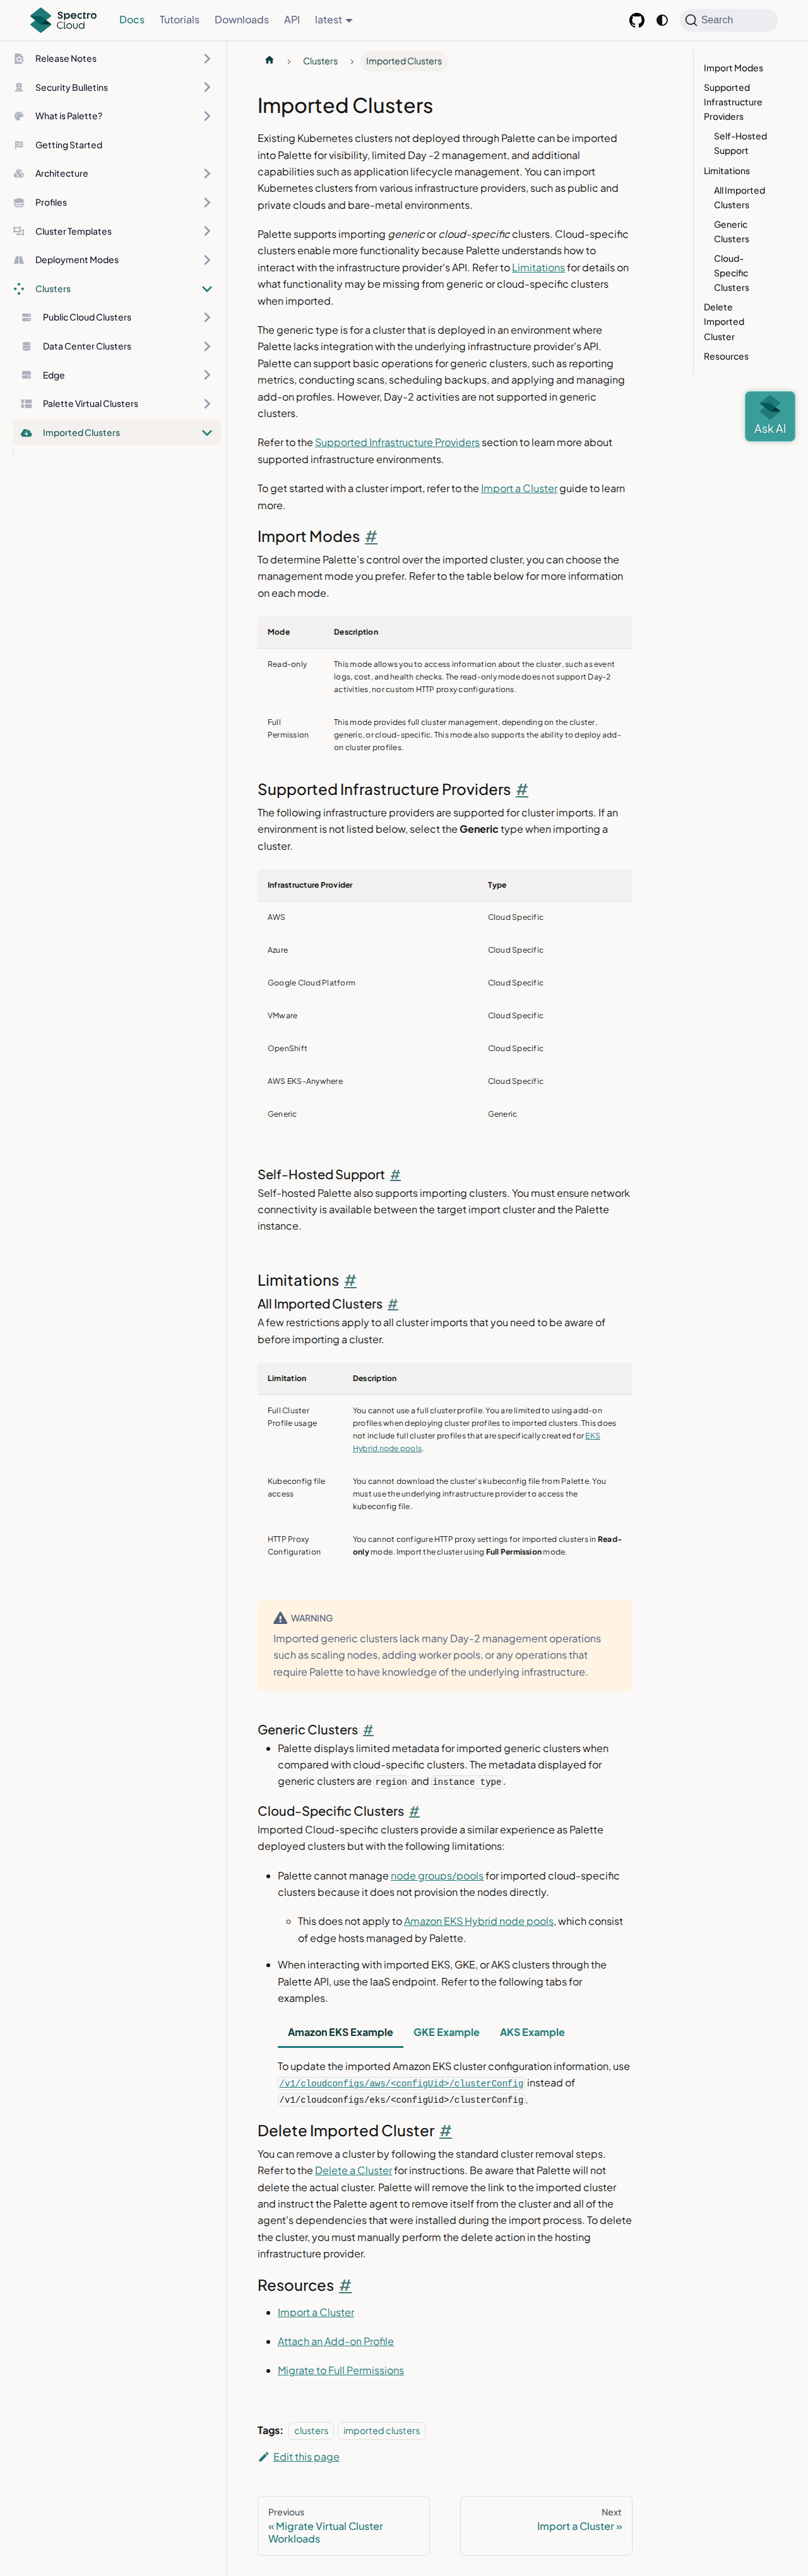 Spectro Cloud
Docs
Tutorials
Downloads
API
latest
Search
Release Notes
Security Bulletins
What is Palette?
Getting Started
Architecture
Profiles
Cluster Templates
Deployment Modes
Clusters
Public Cloud Clusters
Data Center Clusters
Edge
Palette Virtual Clusters
Imported Clusters
Clusters
Imported Clusters
Imported Clusters
Existing Kubernetes clusters not deployed through Palette can be imported
into Palette for visibility, limited Day -2 management, and additional
capabilities such as application lifecycle management. You can import
Kubernetes clusters from various infrastructure providers, such as public and
private clouds and bare-metal environments.
Palette supports importing generic or cloud-specific clusters. Cloud-specific
clusters enable more functionality because Palette understands how to
interact with the infrastructure provider's API. Refer to Limitations for details on
what functionality may be missing from generic or cloud-specific clusters
when imported.
The generic type is for a cluster that is deployed in an environment where
Palette lacks integration with the underlying infrastructure provider's API.
Palette can support basic operations for generic clusters, such as reporting
metrics, conducting scans, scheduling backups, and applying and managing
add-on profiles. However, Day-2 activities are not supported in generic
clusters.
Refer to the Supported Infrastructure Providers section to learn more about
supported infrastructure environments.
To get started with a cluster import, refer to the Import a Cluster guide to learn
more.
Import Modes #
To determine Palette's control over the imported cluster, you can choose the
management mode you prefer. Refer to the table below for more information
on each mode.
Mode
Description
Read-only
This mode allows you to access information about the cluster, such as event
logs, cost, and health checks. The read-only mode does not support Day-2
activities, nor custom HTTP proxy configurations.
Full
Permission
This mode provides full cluster management, depending on the cluster,
generic, or cloud-specific. This mode also supports the ability to deploy add-
on cluster profiles.
Supported Infrastructure Providers #
The following infrastructure providers are supported for cluster imports. If an
environment is not listed below, select the Generic type when importing a
cluster.
Infrastructure Provider
Type
AWS
Cloud Specific
Azure
Cloud Specific
Google Cloud Platform
Cloud Specific
VMware
Cloud Specific
OpenShift
Cloud Specific
AWS EKS-Anywhere
Cloud Specific
Generic
Generic
Self-Hosted Support #
Self-hosted Palette also supports importing clusters. You must ensure network
connectivity is available between the target import cluster and the Palette
instance.
Limitations #
All Imported Clusters #
A few restrictions apply to all cluster imports that you need to be aware of
before importing a cluster.
Limitation
Description
Full Cluster
Profile usage
You cannot use a full cluster profile. You are limited to using add-on
profiles when deploying cluster profiles to imported clusters. This does
not include full cluster profiles that are specifically created for EKS
Hybrid node pools.
Kubeconfig file
access
You cannot download the cluster's kubeconfig file from Palette. You
must use the underlying infrastructure provider to access the
kubeconfig file.
HTTP Proxy
Configuration
You cannot configure HTTP proxy settings for imported clusters in Read-
only mode. Import the cluster using Full Permission mode.
WARNING
Imported generic clusters lack many Day-2 management operations
such as scaling nodes, adding worker pools, or any operations that
require Palette to have knowledge of the underlying infrastructure.
Generic Clusters #
Palette displays limited metadata for imported generic clusters when
compared with cloud-specific clusters. The metadata displayed for
generic clusters are region and instance type.
Cloud-Specific Clusters #
Imported Cloud-specific clusters provide a similar experience as Palette
deployed clusters but with the following limitations:
Palette cannot manage node groups/pools for imported cloud-specific
clusters because it does not provision the nodes directly.
This does not apply to Amazon EKS Hybrid node pools, which consist
of edge hosts managed by Palette.
When interacting with imported EKS, GKE, or AKS clusters through the
Palette API, use the IaaS endpoint. Refer to the following tabs for
examples.
Amazon EKS Example
GKE Example
AKS Example
To update the imported Amazon EKS cluster configuration information, use
/v1/cloudconfigs/aws/<configUid>/clusterConfig instead of
/v1/cloudconfigs/eks/<configUid>/clusterConfig.
Delete Imported Cluster #
You can remove a cluster by following the standard cluster removal steps.
Refer to the Delete a Cluster for instructions. Be aware that Palette will not
delete the actual cluster. Palette will remove the link to the imported cluster
and instruct the Palette agent to remove itself from the cluster and all of the
agent's dependencies that were installed during the import process. To delete
the cluster, you must manually perform the delete action in the hosting
infrastructure provider.
Resources #
Import a Cluster
Attach an Add-on Profile
Migrate to Full Permissions
Tags: clusters imported clusters
Edit this page
Previous
« Migrate Virtual Cluster
Workloads
Next
Import a Cluster »
Import Modes
Supported
Infrastructure
Providers
Self-Hosted
Support
Limitations
All Imported
Clusters
Generic
Clusters
Cloud-
Specific
Clusters
Delete
Imported
Cluster
Resources
Ask AI